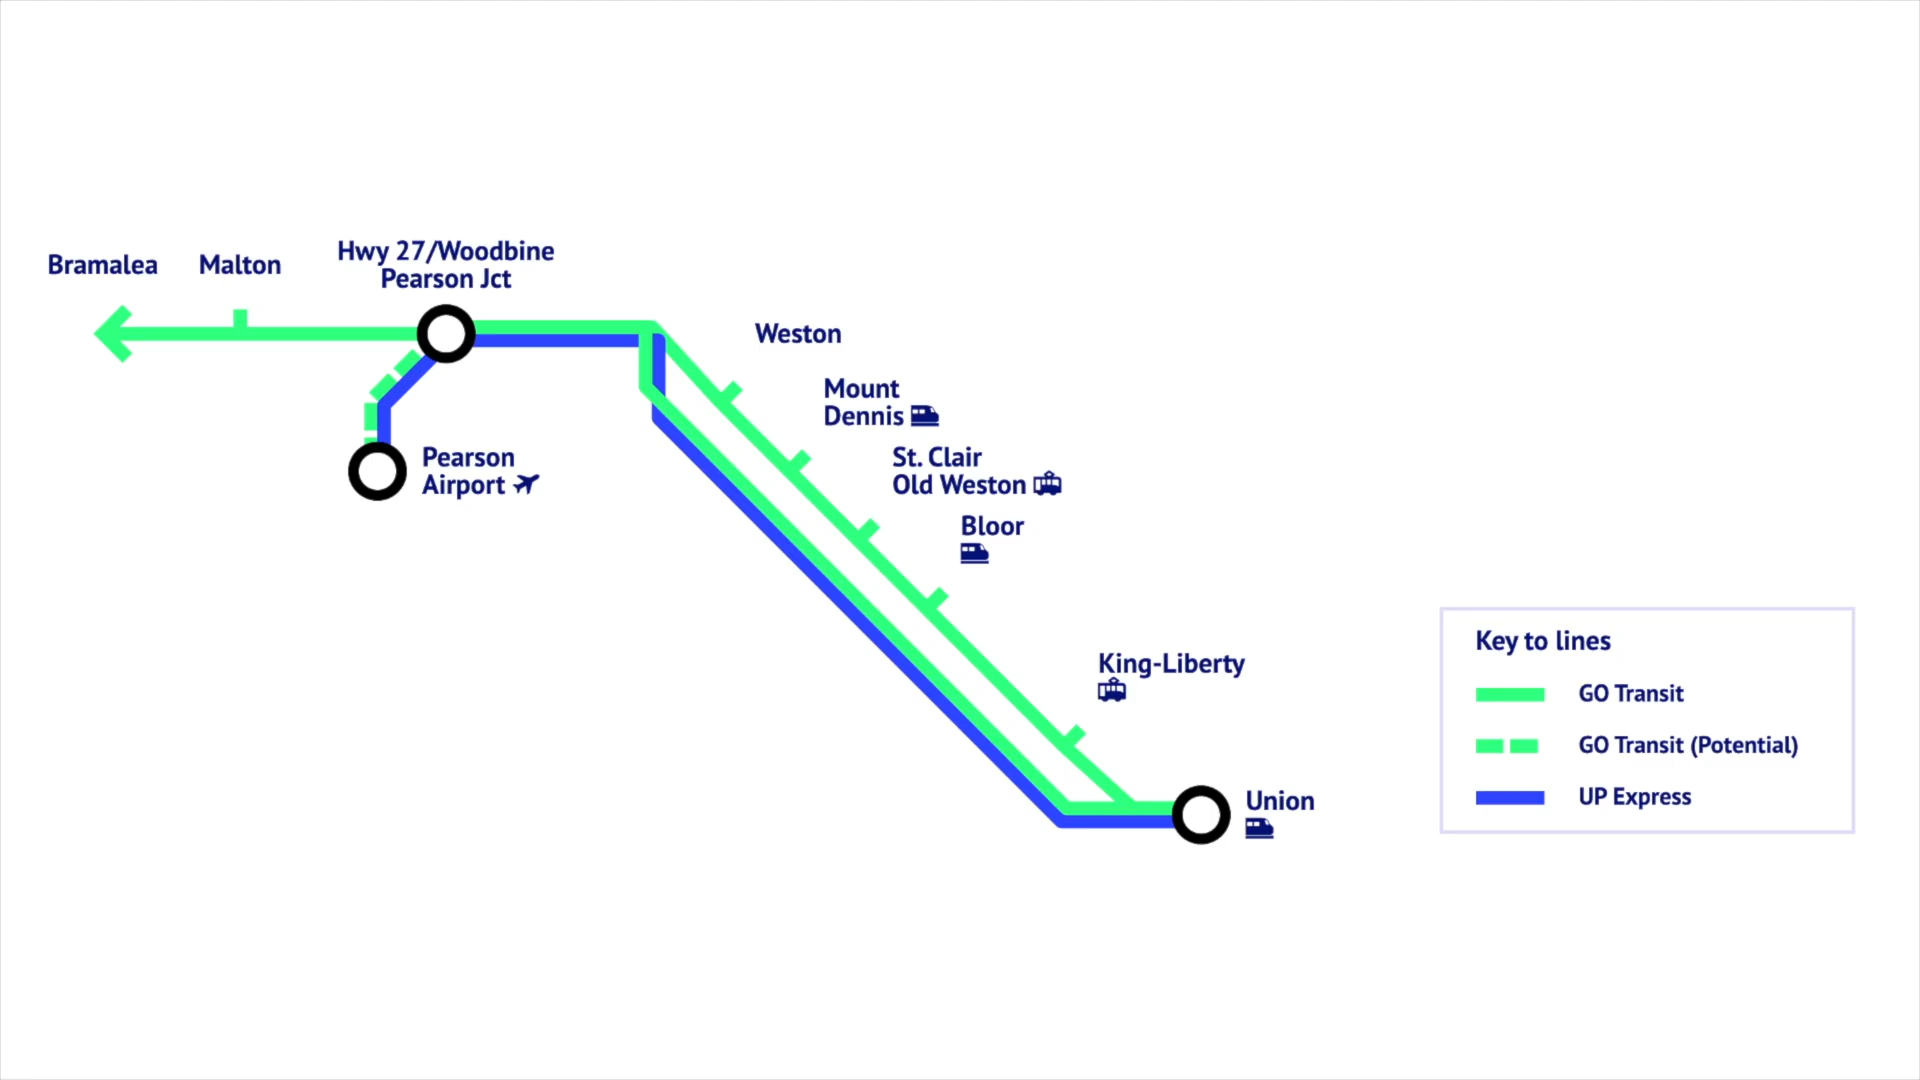 Bramalea
Malton
Hwy 27/Woodbine
Pearson Jct
Weston
Mount
Dennis
Pearson
Airport
St. Clair
Old Weston
Bloor
King-Liberty
Union
Key to lines
GO Transit
GO Transit (Potential)
UP Express